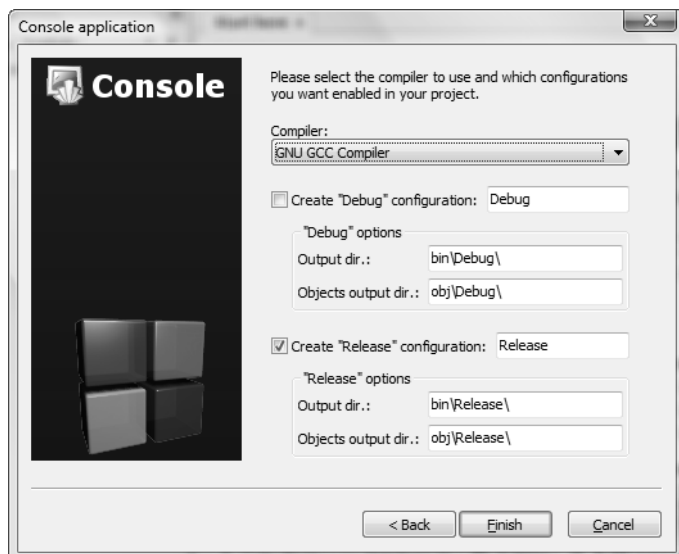 Console application
Console
Please select the compiler to use and which configurations
you want enabled in your project.
Compiler:
GNU GCC Compiler
Create "Debug" configuration: Debug
"Debug" options
Output dir.: bin\Debug\
Objects output dir.: obj\Debug\
Create "Release" configuration: Release
"Release" options
Output dir.: bin\Release\
Objects output dir.: obj\Release\
< Back Finish Cancel